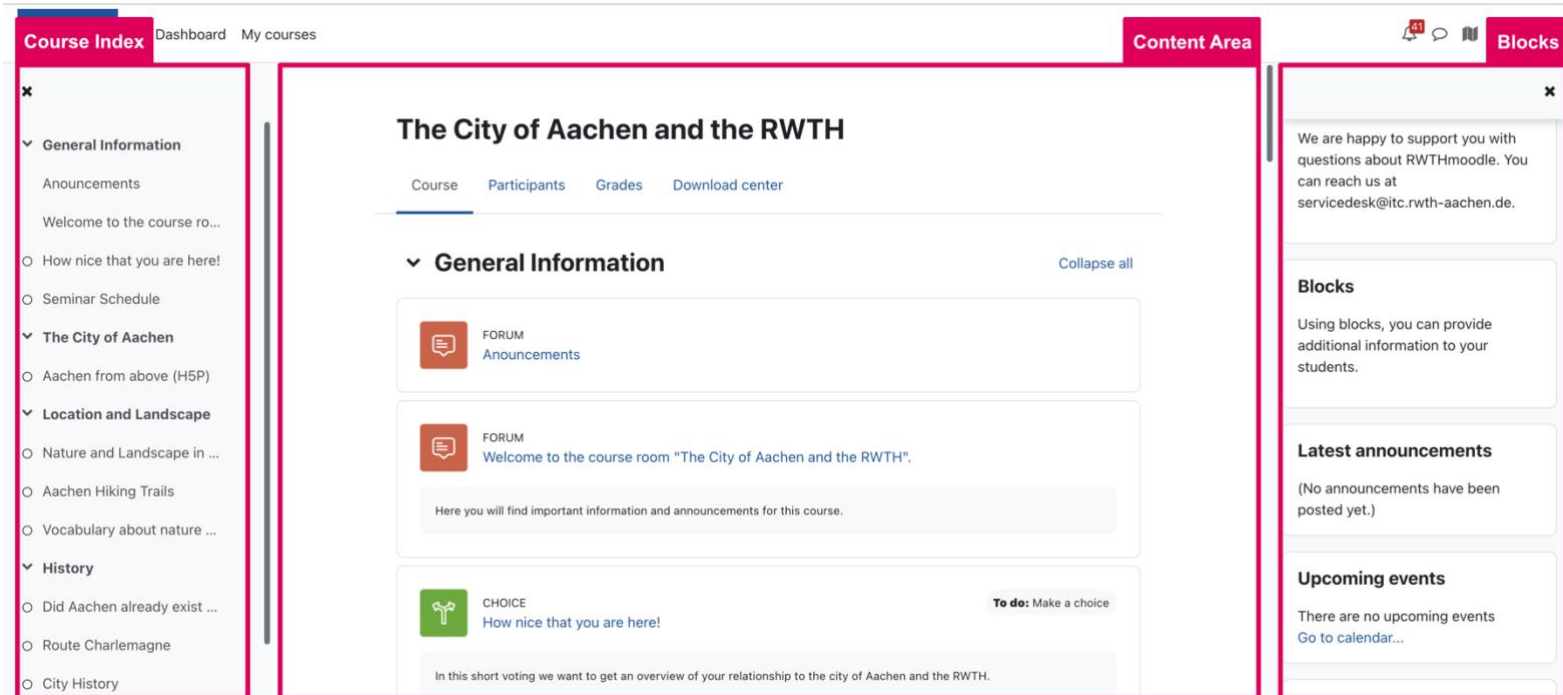 Course Index
Dashboard My courses
Content Area
41
Blocks
General Information
Anouncements
Welcome to the course ro...
How nice that you are here!
Seminar Schedule
The City of Aachen
Aachen from above (H5P)
Location and Landscape
Nature and Landscape in ...
Aachen Hiking Trails
Vocabulary about nature ...
History
Did Aachen already exist ...
Route Charlemagne
City History
The City of Aachen and the RWTH
Course Participants Grades Download center
General Information
Collapse all
FORUM
Anouncements
FORUM
Welcome to the course room "The City of Aachen and the RWTH".
Here you will find important information and announcements for this course.
CHOICE
How nice that you are here!
To do: Make a choice
In this short voting we want to get an overview of your relationship to the city of Aachen and the RWTH.
We are happy to support you with
questions about RWTHmoodle. You
can reach us at
servicedesk@itc.rwth-aachen.de.
Blocks
Using blocks, you can provide
additional information to your
students.
Latest announcements
(No announcements have been
posted yet.)
Upcoming events
There are no upcoming events
Go to calendar...